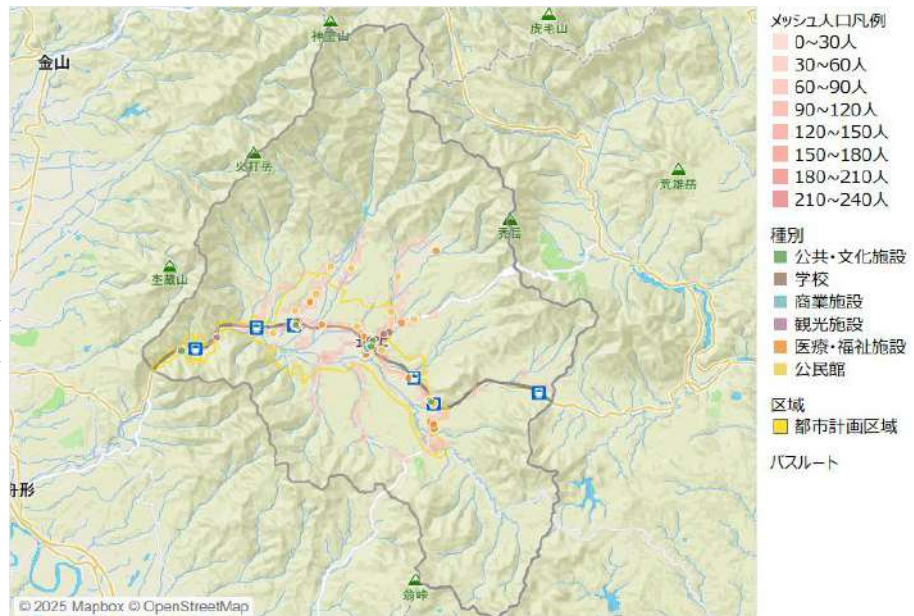 神室山
虎毛山
金山
火打岳
荒雄岳
禿岳
杢蔵山
舟形
翁峠
© 2025 Mapbox © OpenStreetMap
メッシュ人口凡例
0~30人
30~60人
60~90人
90~120人
120~150人
150~180人
180~210人
210~240人
種別
公共・文化施設
学校
商業施設
観光施設
医療・福祉施設
公民館
区域
都市計画区域
バスルート